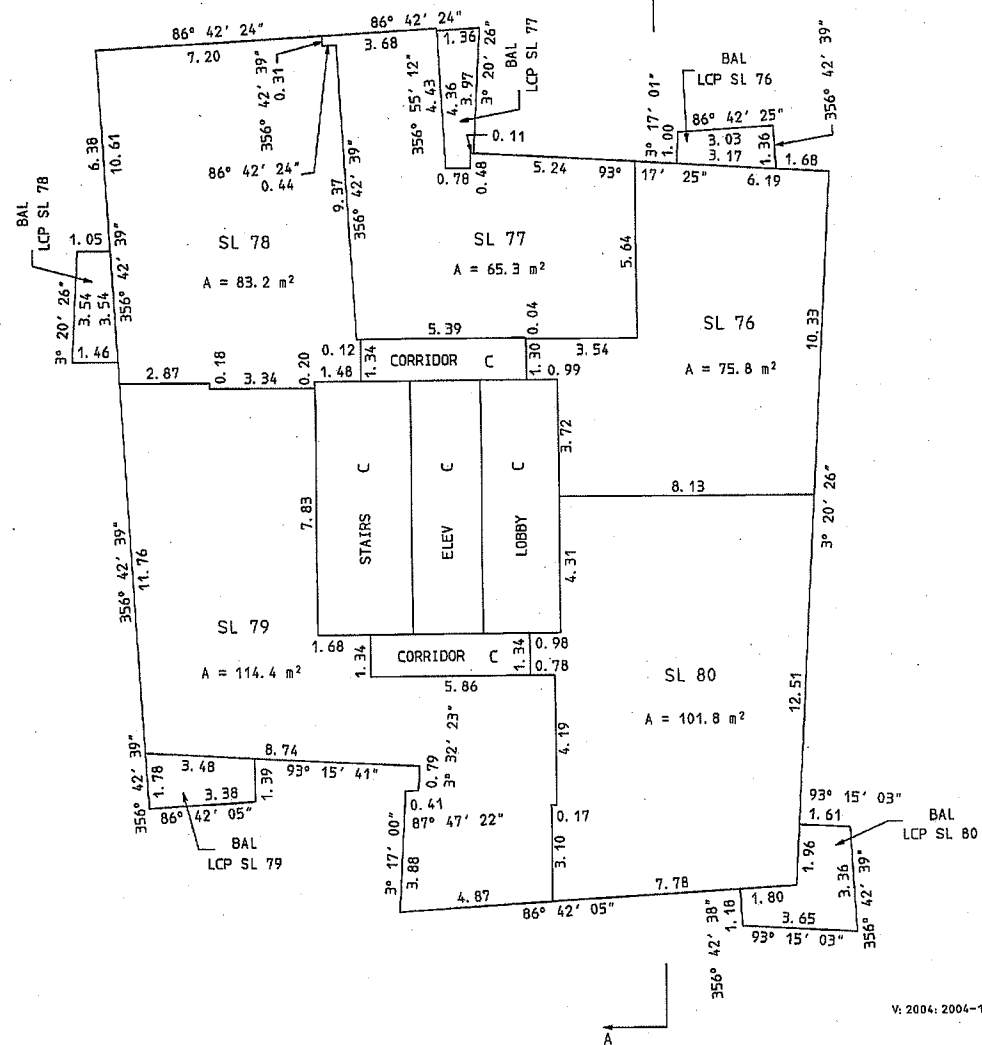 86° 42' 24"
7.20
86° 42' 24"
3.68
1.36
356° 42' 39"
0.31
86° 42' 24"
0.44
356° 55' 12"
4.43
4.36
3.97
3° 20' 26"
BAL
LCP SL 77
0.11
0.78
0.48
5.24
93° 17' 25"
6.19
3° 17' 01"
1.00
BAL
LCP SL 76
86° 42' 25"
3.03
3.17
1.36
1.68
356° 42' 39"
6.38
10.61
356° 42' 39"
BAL
LCP SL 78
1.05
3° 20' 26"
3.54
3.54
1.46
SL 78
A = 83.2 m²
9.37
356° 42' 39"
SL 77
A = 65.3 m²
5.64
SL 76
A = 75.8 m²
10.33
5.39
0.04
3.54
0.12
1.34
CORRIDOR C
1.30
0.99
2.87
0.18
3.34
0.20
1.48
3.72
8.13
3° 20' 26"
STAIRS C
ELEV C
LOBBY C
7.83
4.31
356° 42' 39"
11.76
SL 79
A = 114.4 m²
1.68
1.34
CORRIDOR C
1.34
0.98
0.78
5.86
SL 80
A = 101.8 m²
12.51
4.19
8.74
93° 15' 41"
0.79
3° 32' 23"
0.41
87° 47' 22"
356° 42' 39"
356° 42' 39"
1.78
3.48
3.38
1.39
86° 42' 05"
BAL
LCP SL 79
3° 17' 00"
3.88
4.87
86° 42' 05"
0.17
3.10
7.78
93° 15' 03"
1.61
BAL
LCP SL 80
1.96
3.36
356° 42' 39"
1.80
3.65
93° 15' 03"
356° 42' 38"
1.18
A
V: 2004: 2004-1